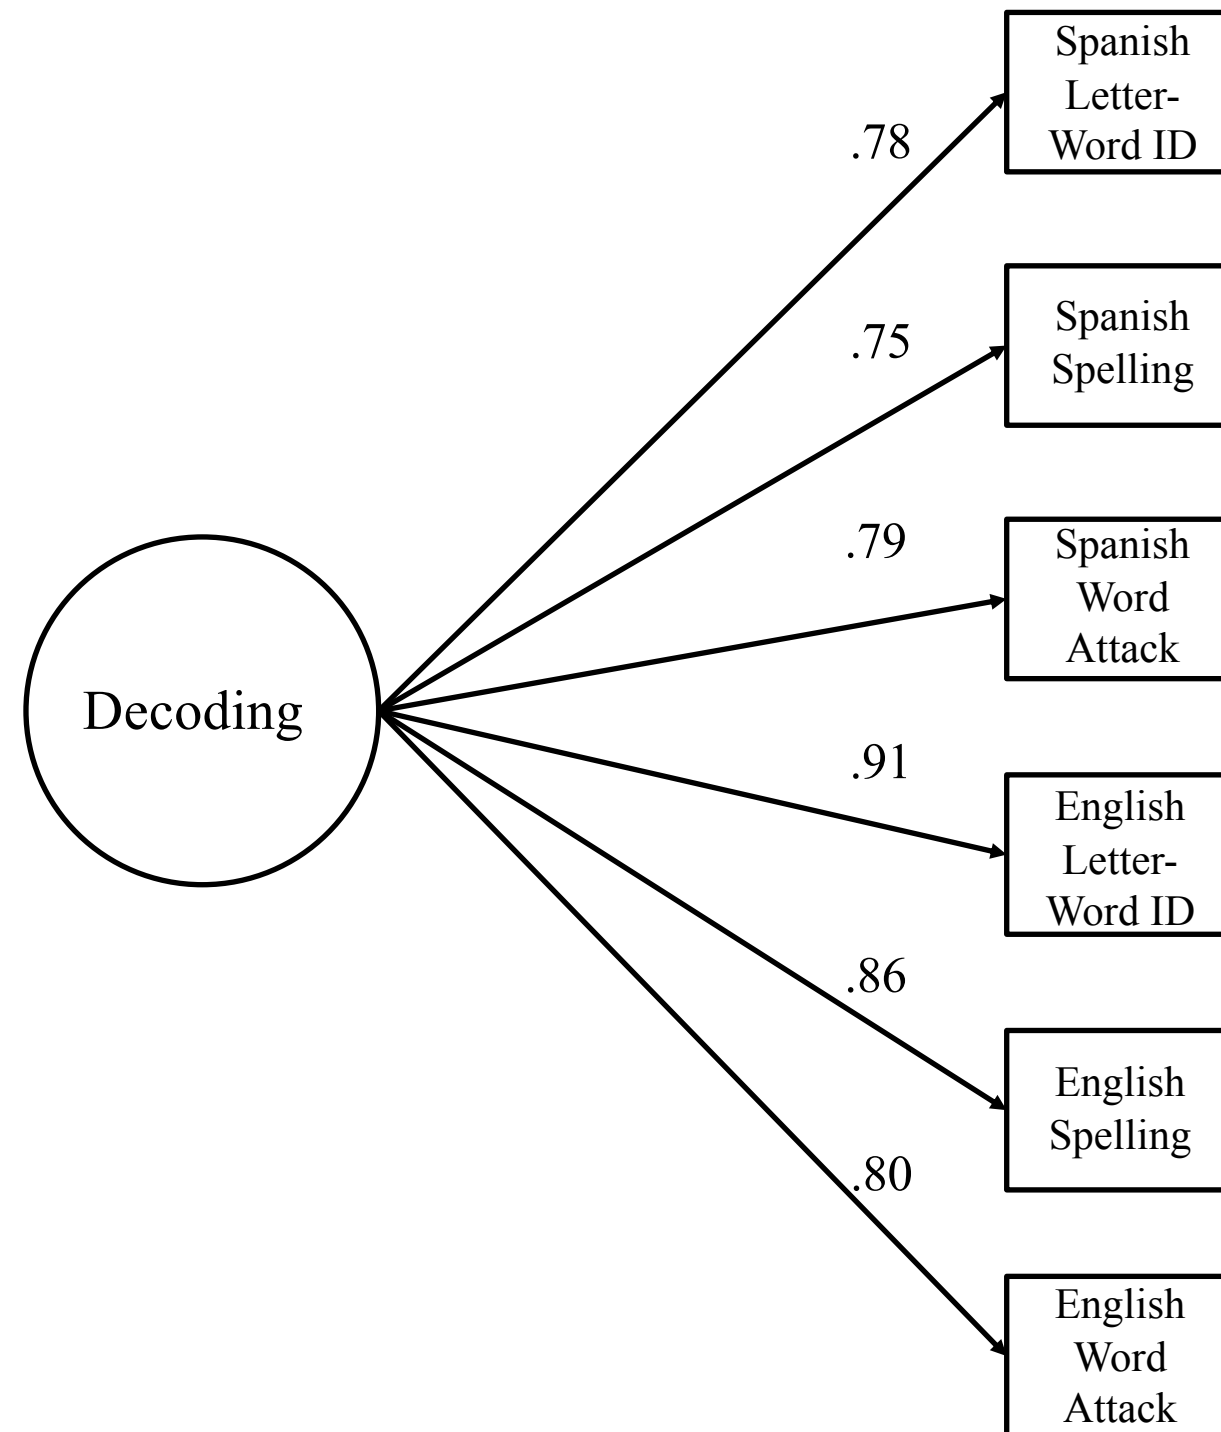 Spanish
Letter-
Word ID
.78
Spanish
Spelling
.75
Spanish
Word
Attack
.79
Decoding
.91
English
Letter-
Word ID
.86
English
Spelling
.80
English
Word
Attack